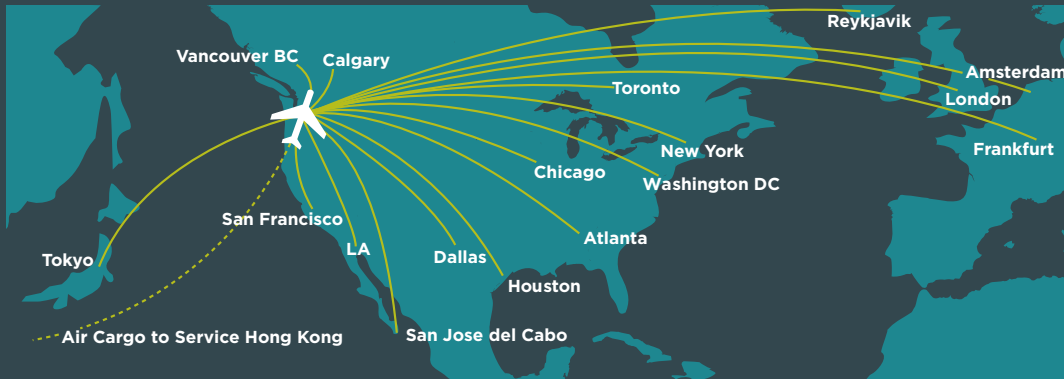 Reykjavik
Vancouver BC
Calgary
Amsterdam
Toronto
London
New York
Frankfurt
Chicago
Washington DC
San Francisco
Atlanta
LA
Dallas
Tokyo
Houston
Air Cargo to Service Hong Kong
San Jose del Cabo